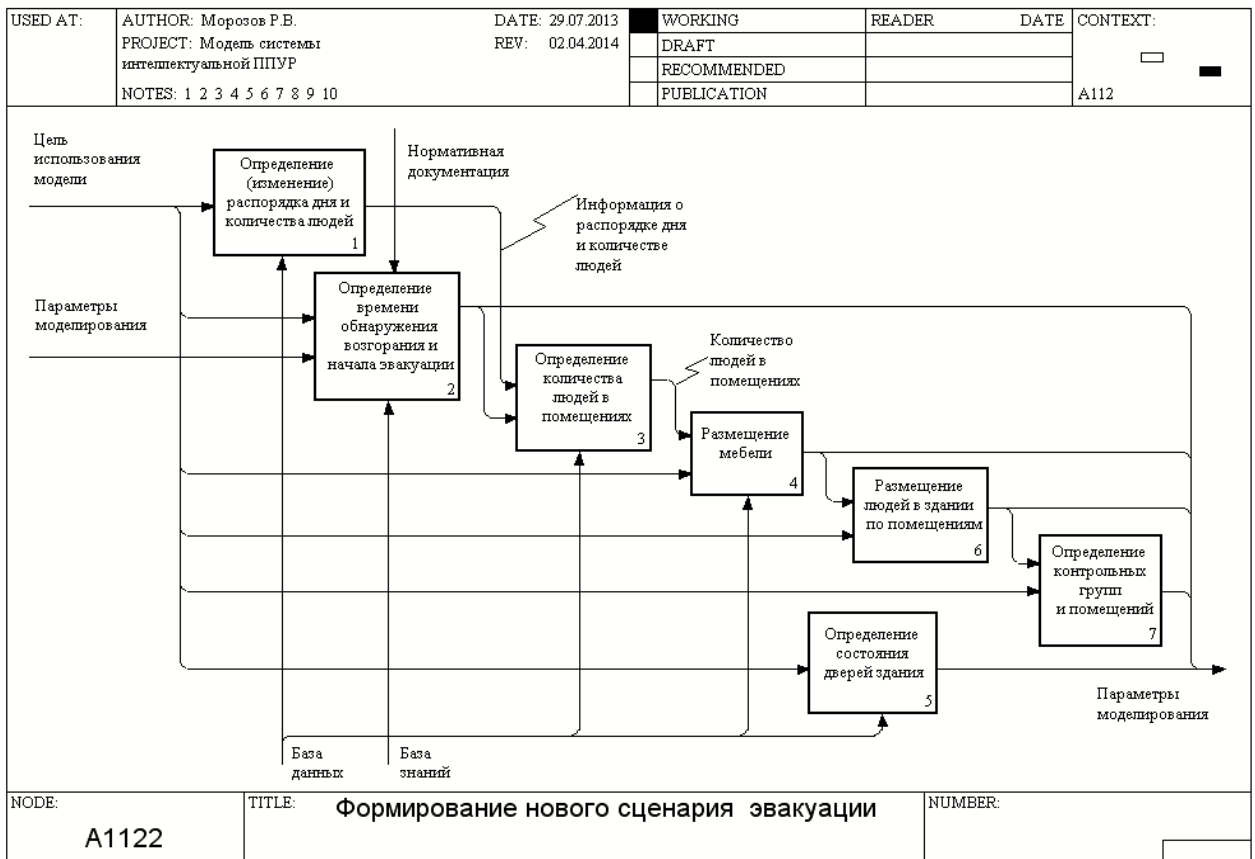 USED AT:
AUTHOR: Морозов Р.В.
DATE: 29.07.2013
PROJECT: Модель системы
REV: 02.04.2014
интеллектуальной ППУР
NOTES: 1 2 3 4 5 6 7 8 9 10
WORKING
DRAFT
RECOMMENDED
PUBLICATION
READER
DATE
CONTEXT:
A112
Цель
использования
модели
Определение
(изменение)
распорядка дня и
количества людей
1
Нормативная
документация
Информация о
распорядке дня
и количестве
людей
Параметры
моделирования
Определение
времени
обнаружения
возгорания и
начала эвакуации
2
Определение
количества
людей в
помещениях
3
Количество
людей в
помещениях
Размещение
мебели
4
Размещение
людей в здании
по помещениям
6
Определение
контрольных
групп
и помещений
7
Определение
состояния
дверей здания
5
Параметры
моделирования
База
данных
База
знаний
NODE:
A1122
TITLE:
Формирование нового сценария эвакуации
NUMBER: